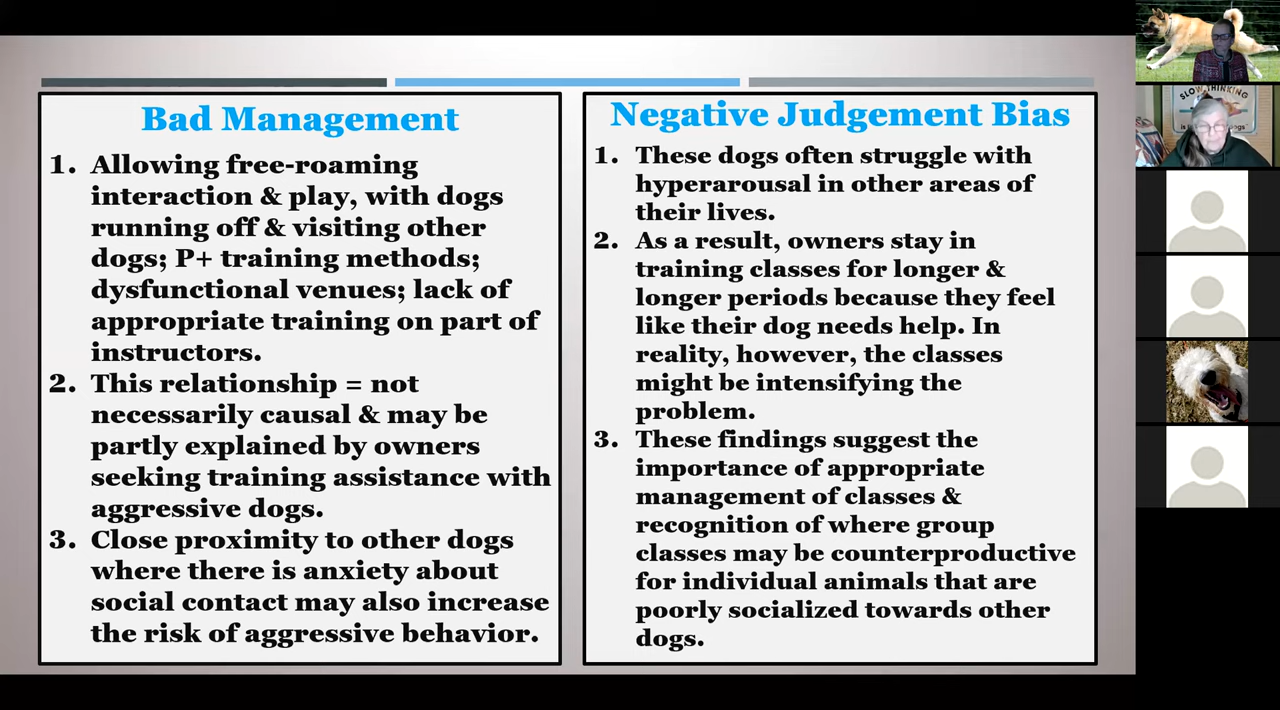 Bad Management
1. Allowing free-roaming
interaction & play, with dogs
running off & visiting other
dogs; P+ training methods;
dysfunctional venues; lack of
appropriate training on part of
instructors.
2. This relationship = not
necessarily causal & may be
partly explained by owners
seeking training assistance with
aggressive dogs.
3. Close proximity to other dogs
where there is anxiety about
social contact may also increase
the risk of aggressive behavior.
Negative Judgement Bias
1. These dogs often struggle with
hyperarousal in other areas of
their lives.
2. As a result, owners stay in
training classes for longer &
longer periods because they feel
like their dog needs help. In
reality, however, the classes
might be intensifying the
problem.
3. These findings suggest the
importance of appropriate
management of classes &
recognition of where group
classes may be counterproductive
for individual animals that are
poorly socialized towards other
dogs.
SLOW THINKING
is